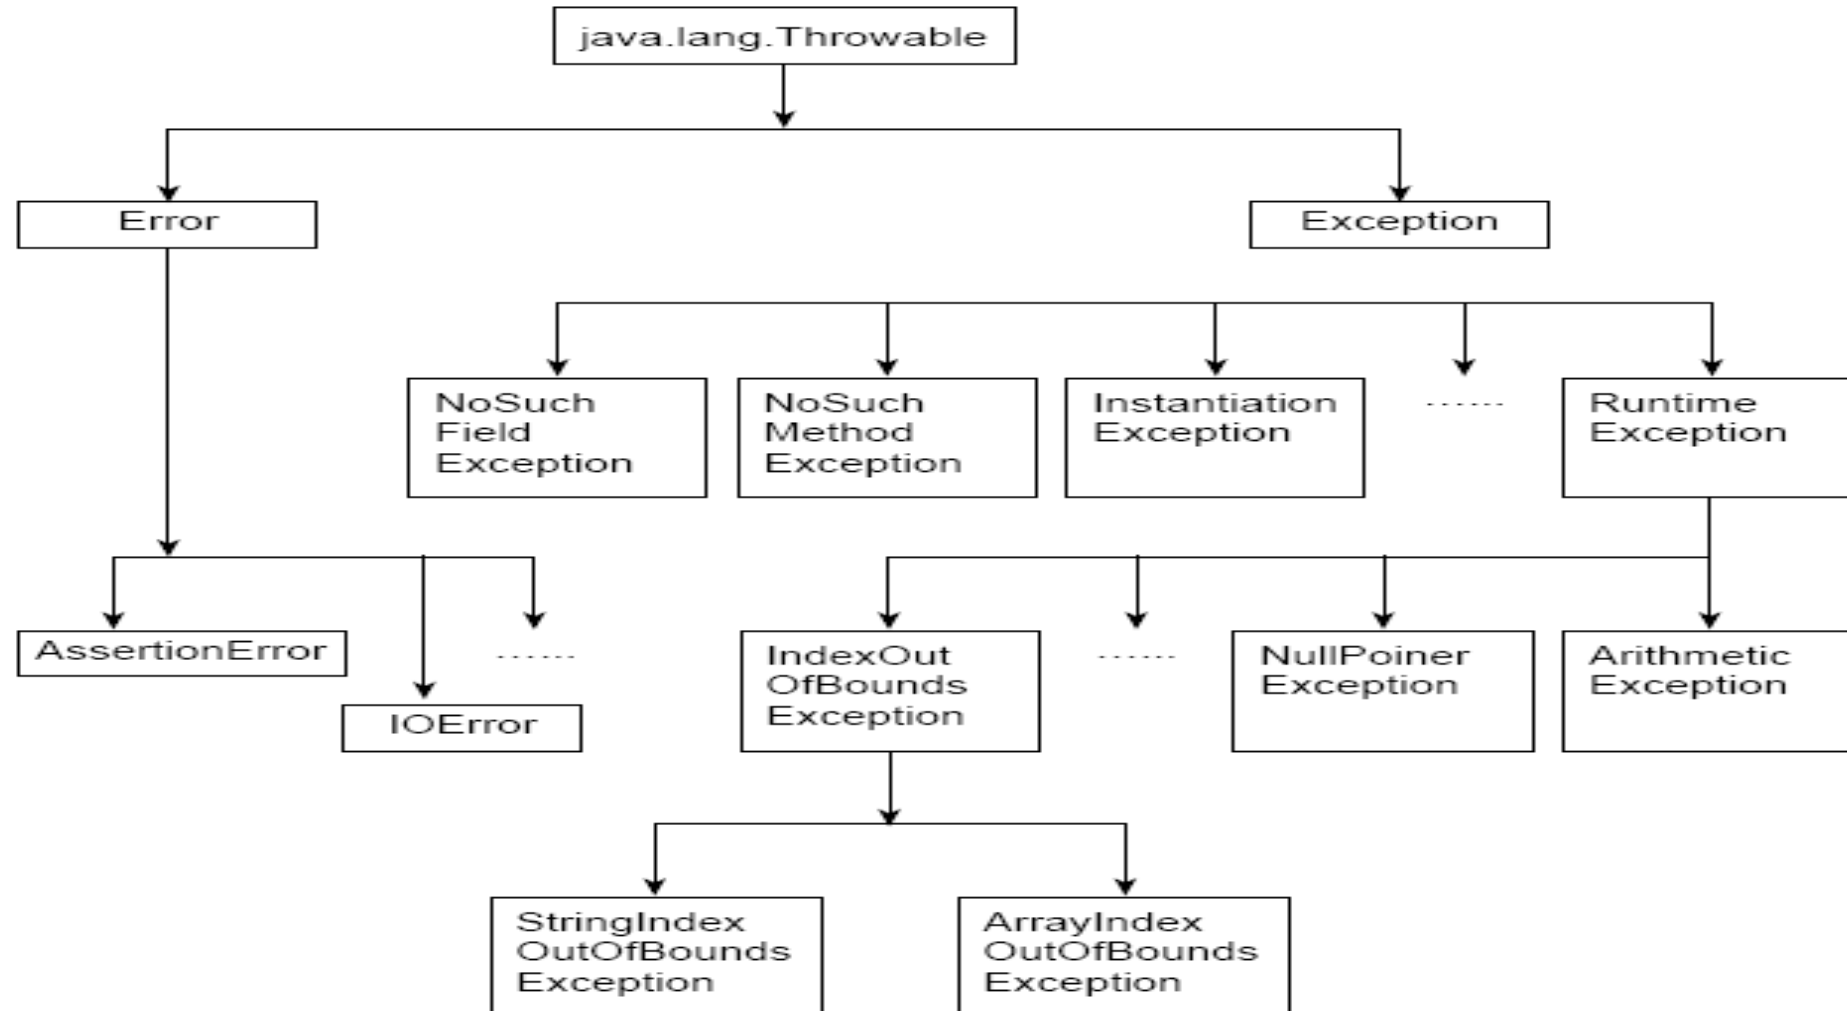 java.lang.Throwable
Error
Exception
NoSuch
Field
Exception
NoSuch
Method
Exception
Instantiation
Exception
......
Runtime
Exception
AssertionError
IOError
......
IndexOut
OfBounds
Exception
......
NullPoiner
Exception
Arithmetic
Exception
StringIndex
OutOfBounds
Exception
ArrayIndex
OutOfBounds
Exception